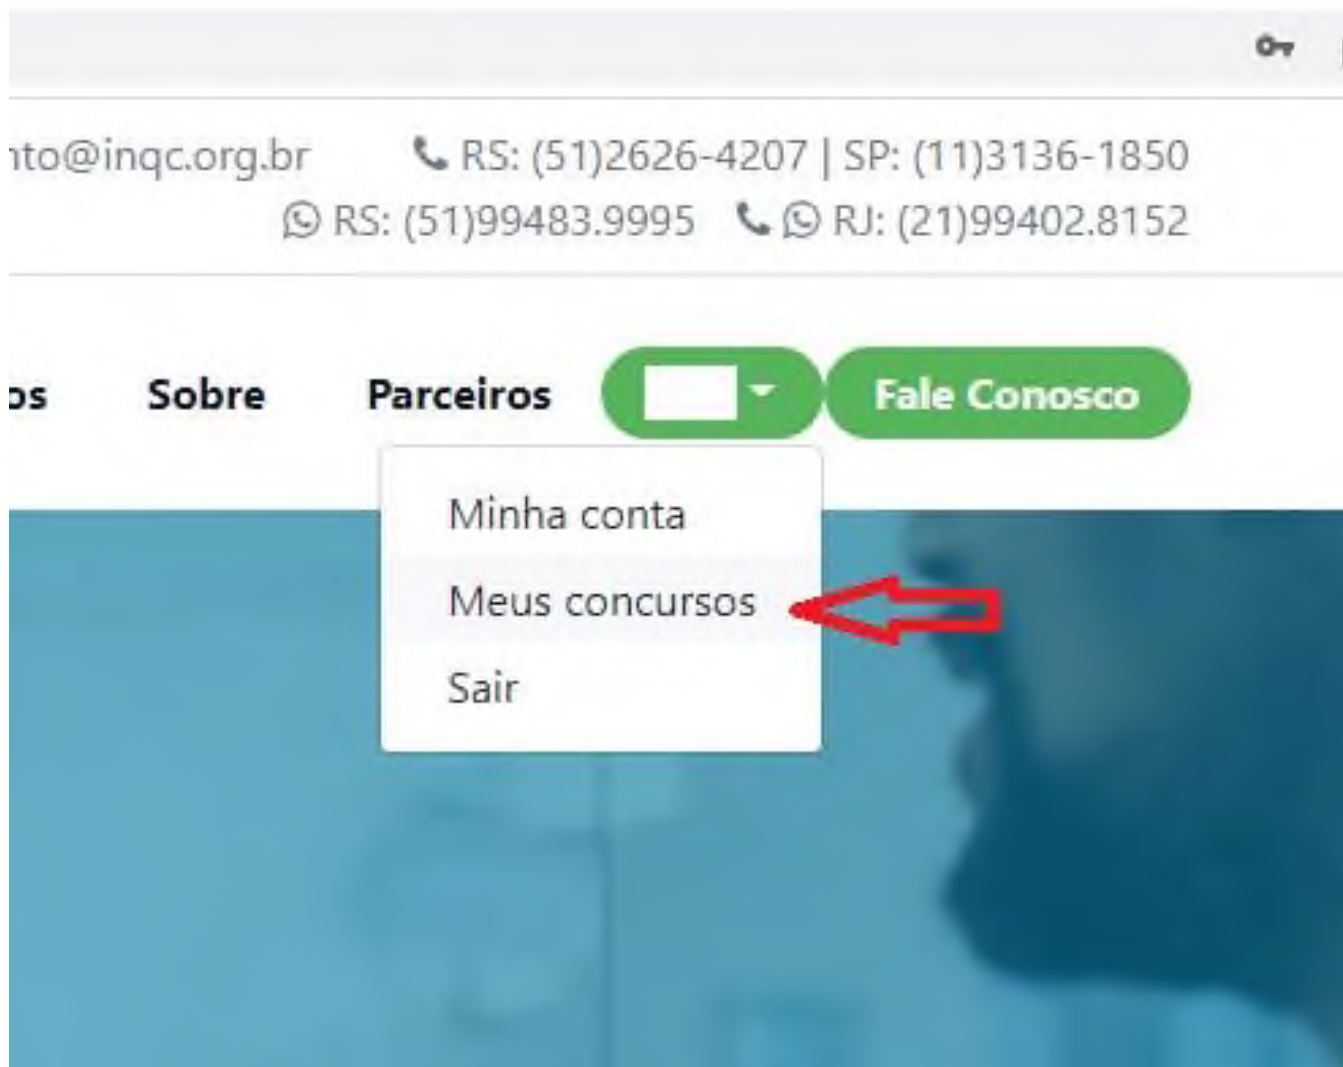 nto@inqc.org.br RS: (51)2626-4207 | SP: (11)3136-1850
RS: (51)99483.9995 RJ: (21)99402.8152
os Sobre Parceiros Fale Conosco
Minha conta
Meus concursos
Sair